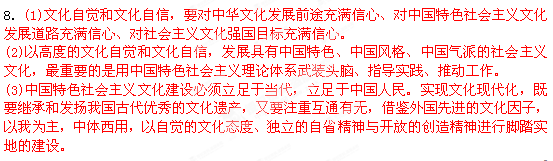 8. (1)文化自觉和文化自信，要对中华文化发展前途充满信心、对中国特色社会主义文化
发展道路充满信心、对社会主义文化强国目标充满信心。
(2)以高度的文化自觉和文化自信，发展具有中国特色、中国风格、中国气派的社会主义
文化，最重要的是用中国特色社会主义理论体系武装头脑、指导实践、推动工作。
(3)中国特色社会主义文化建设必须立足于当代，立足于中国人民。实现文化现代化，既
要继承和发扬我国古代优秀的文化遗产，又要注重互通有无，借鉴外国先进的文化因子，
以我为主，中体西用，以自觉的文化态度、独立的自省精神与开放的创造精神进行脚踏实
地的建设。